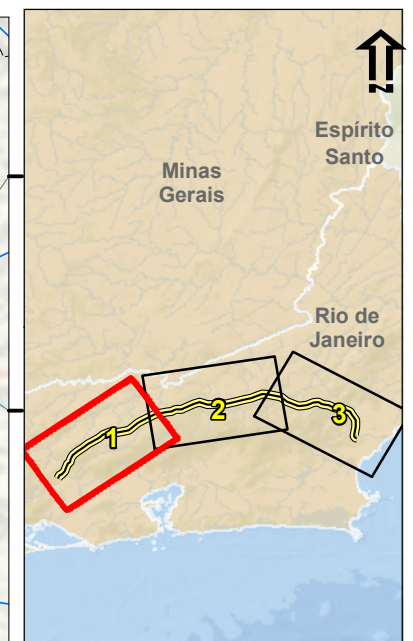 N
Espírito
Santo
Minas
Gerais
Rio de
Janeiro
1
2
3